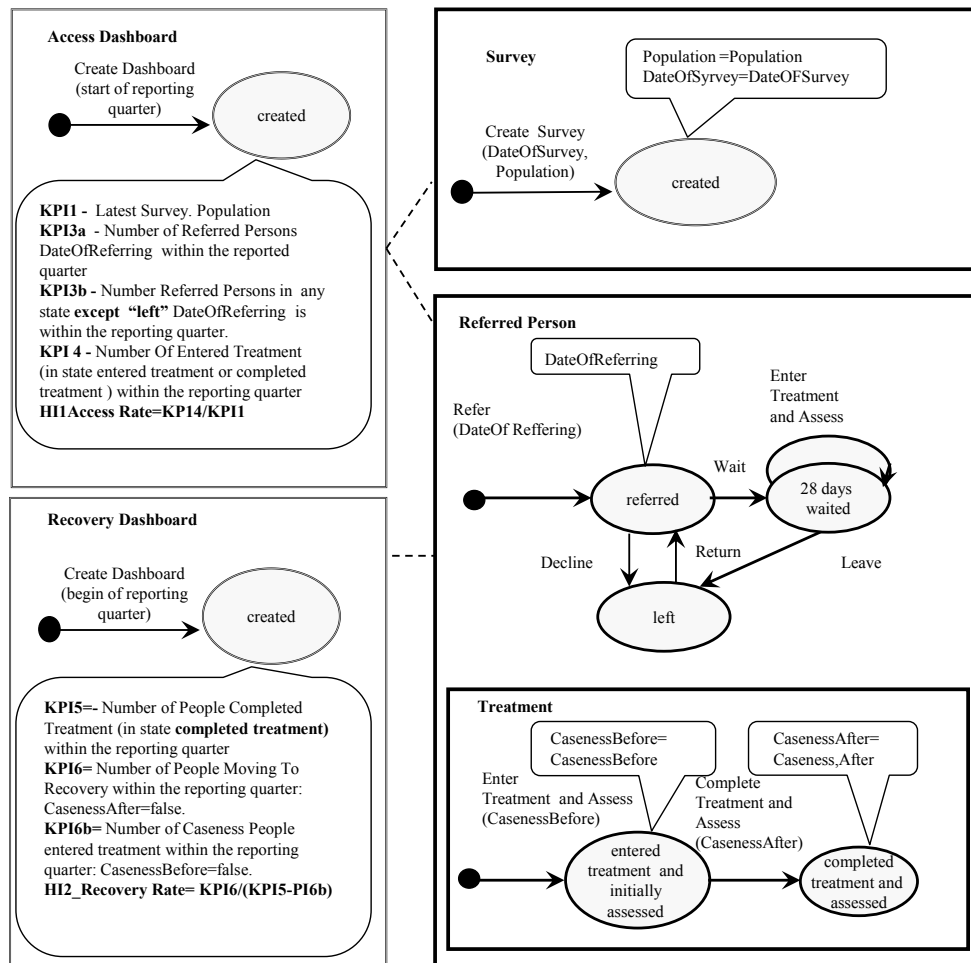 Access Dashboard
Create Dashboard
(start of reporting
quarter)
created
KPI1 -  Latest Survey. Population
KPI3a  - Number of Referred Persons
DateOfReferring  within the reported
quarter
KPI3b - Number Referred Persons in  any
state except  “left”  DateOfReferring  is
within the reporting quarter.
KPI 4 - Number Of Entered Treatment
(in state entered treatment or completed
treatment ) within the reporting quarter
HI1Access Rate=KP14/KPI1
Survey
Population =Population
DateOfSyrvey=DateOFSurvey
Create  Survey
(DateOfSurvey,
Population)
created
Referred Person
DateOfReferring
Refer
(DateOf Reffering)
referred
Wait
Enter
Treatment
and Assess
28 days
waited
Decline
Return
Leave
left
Recovery Dashboard
Create Dashboard
(begin of reporting
quarter)
created
KPI5=- Number of People Completed
Treatment (in state completed treatment)
within the reporting quarter
KPI6= Number of People Moving To
Recovery within the reporting quarter:
CasenessAfter=false.
KPI6b= Number of Caseness People
entered treatment within the reporting
quarter: CasenessBefore=false.
HI2_Recovery Rate= KPI6/(KPI5-PI6b)
Treatment
CasenessBefore=
CasenessBefore
CasenessAfter=
Caseness,After
Enter
Treatment  and Assess
(CasenessBefore)
Complete
Treatment and
Assess
(CasenessAfter)
entered
treatment  and
initially
assessed
completed
treatment and
assessed